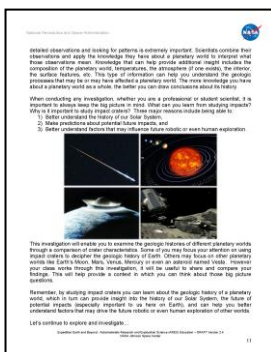 National Aeronautics and Space Administration
NASA
detailed observations and looking for patterns is extremely important. Scientists combine their
observations and apply the knowledge they have about a planetary world to interpret what
those observations mean. Knowledge that can help provide additional insight includes the
composition of the planetary world, temperatures, the atmosphere (if one exists), the interior,
the surface features, etc. This type of information can help you understand the geologic
processes that may be or may have affected a planetary world. The more knowledge you have
about a planetary world as a whole, the better you can draw conclusions about its history.
When conducting any investigation, whether you are a professional or student scientist, it is
important to always keep the big picture in mind. What can you learn from studying impacts?
Why is it important to study impact craters? Three major reasons include being able to:
1) Better understand the history of our Solar System,
2) Make predictions about potential future impacts, and
3) Better understand factors that may influence future robotic or even human exploration.
This investigation will enable you to examine the geologic histories of different planetary worlds
through a comparison of crater characteristics. Some of you may focus your attention on using
impact craters to decipher the geologic history of Earth. Others may focus on other planetary
worlds like Earth's Moon, Mars, Venus, Mercury or even an asteroid named Vesta. However
your class works through this investigation, it will be useful to share and compare your
findings. This will help provide a context in which you can think about those big picture
questions.
Remember, by studying impact craters you can learn about the geologic history of a planetary
world, which in turn can provide insight into the history of our Solar System, the future of
potential impacts (especially important to us here on Earth), and can help you better
understand factors that may drive the future robotic or even human exploration of other worlds.
Let's continue to explore and investigate…
11